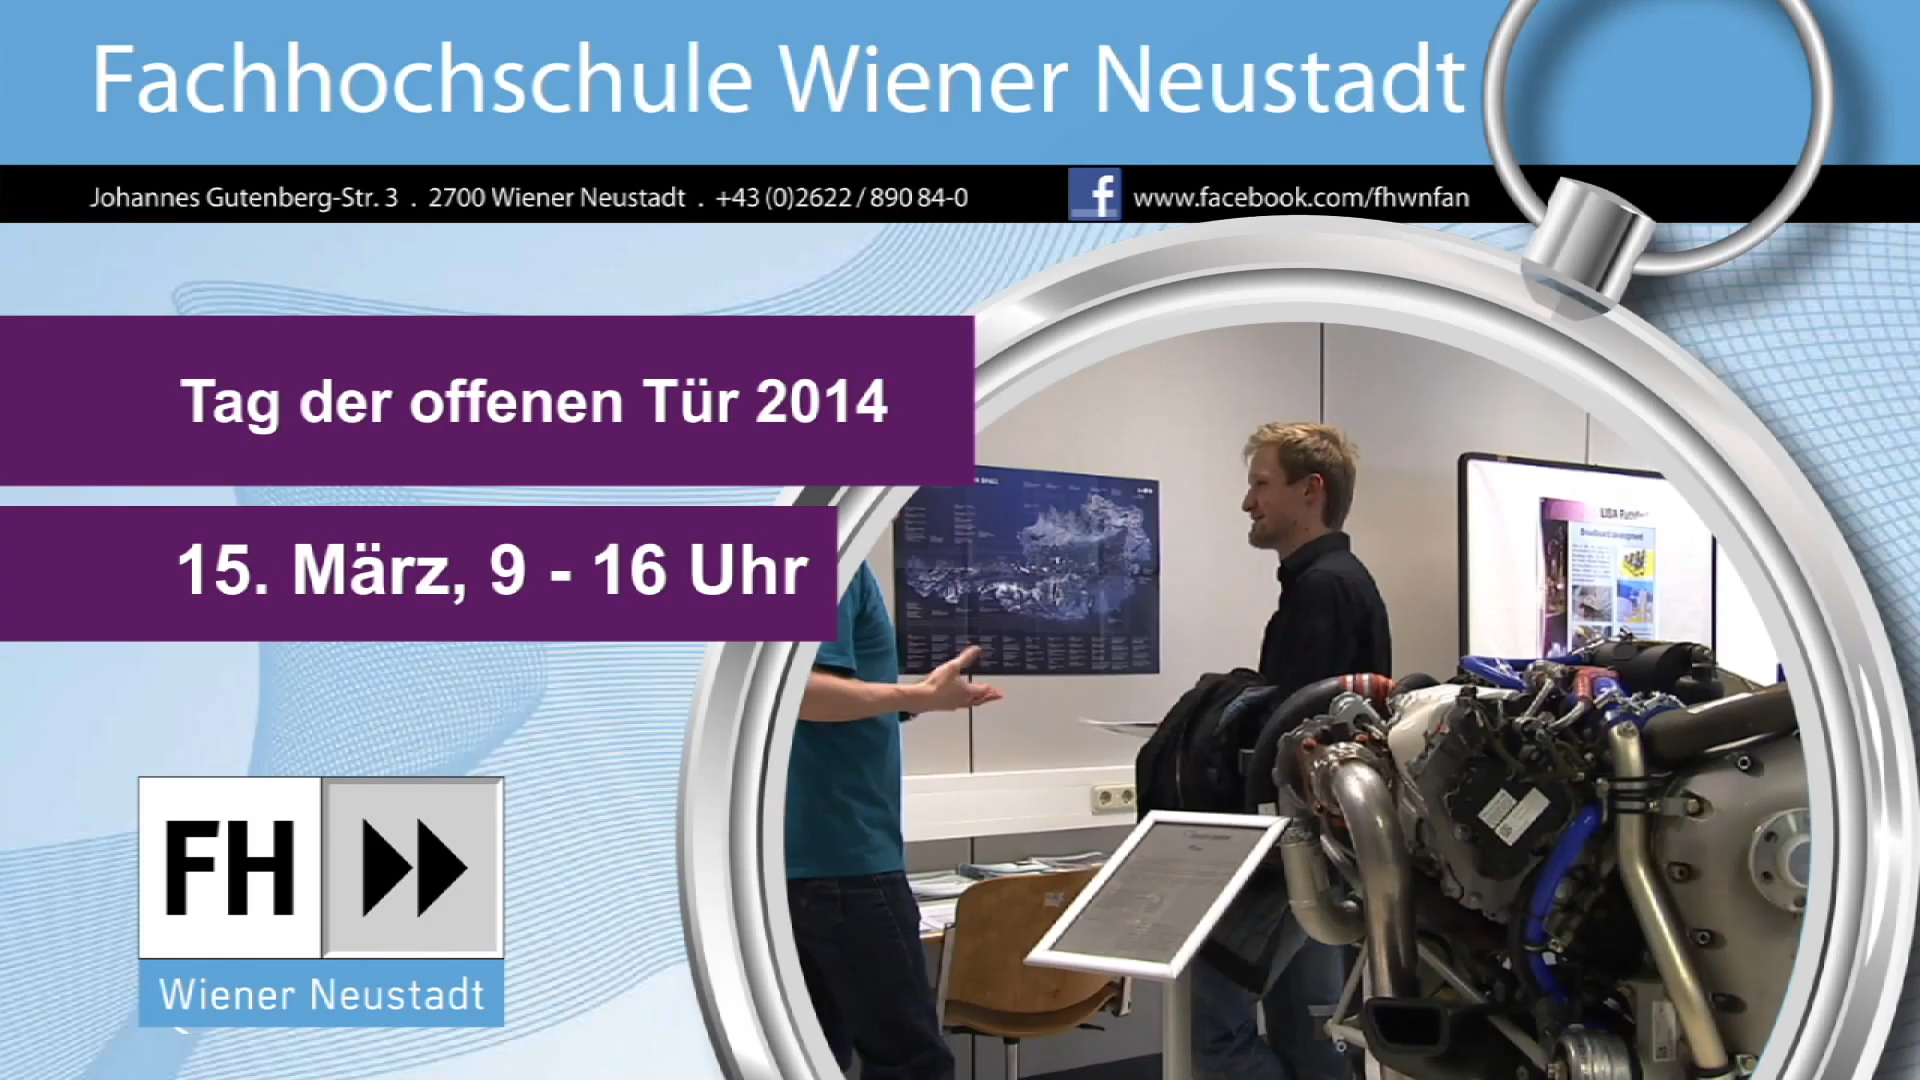 Fachhochschule Wiener Neustadt
Johannes Gutenberg-Str. 3 . 2700 Wiener Neustadt . +43 (0)2622 / 890 84-0
www.facebook.com/fhwnfan
Tag der offenen Tür 2014
15. März, 9 - 16 Uhr
FH
Wiener Neustadt